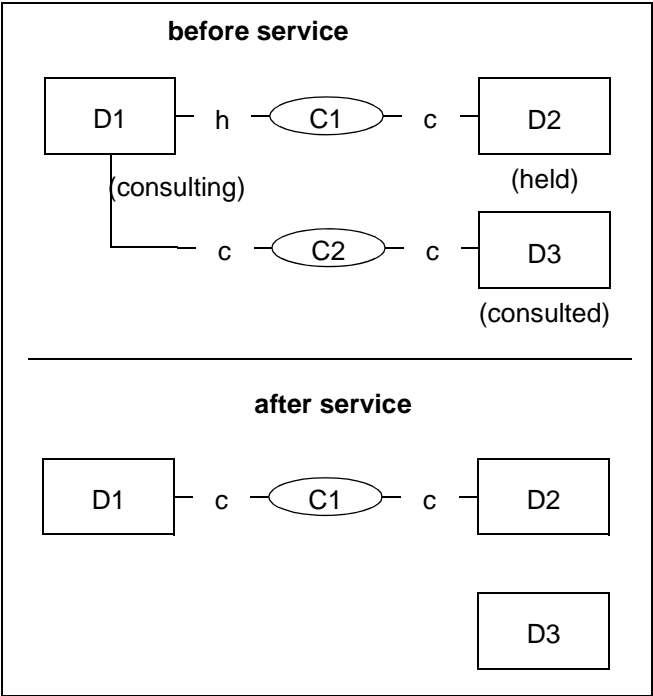 before service
D1 h C1 c D2
(consulting) (held)
c C2 c D3
(consulted)
after service
D1 c C1 c D2
D3